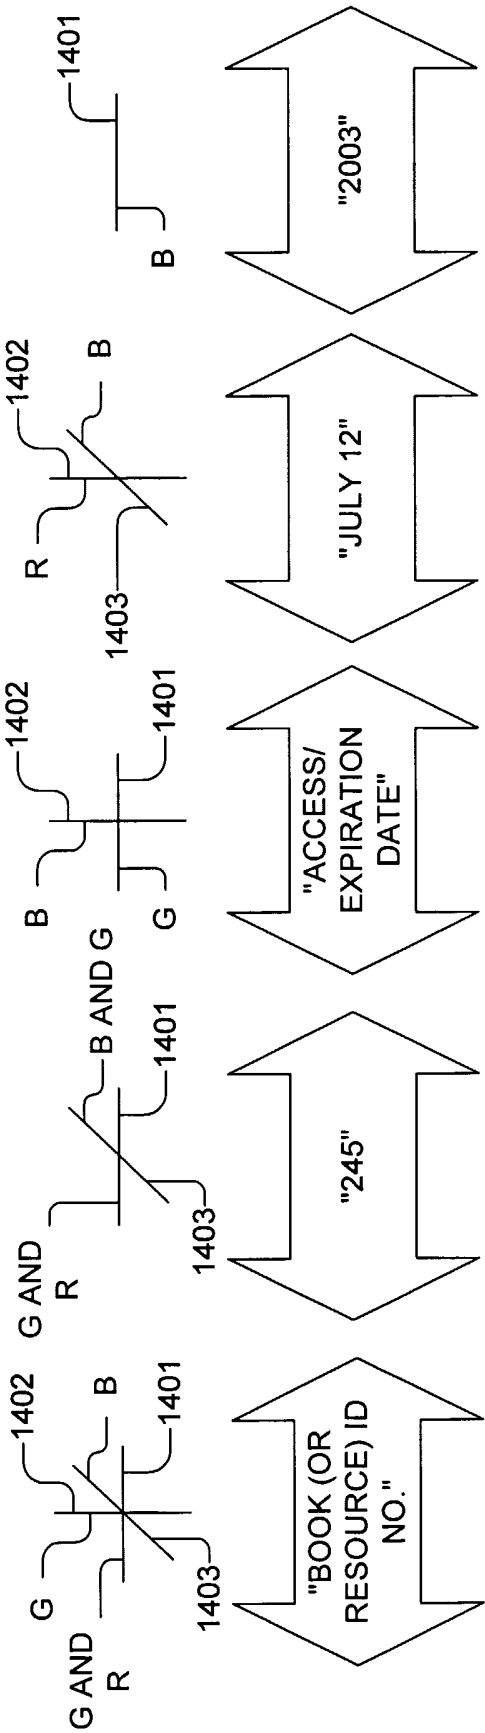 1402
G
B
G AND
R
1401
1403
"BOOK (OR
RESOURCE) ID
NO."
G AND
R
B AND G
1401
1403
"245"
1402
B
G
1401
"ACCESS/
EXPIRATION
DATE"
1402
R
B
1403
"JULY 12"
1401
B
"2003"